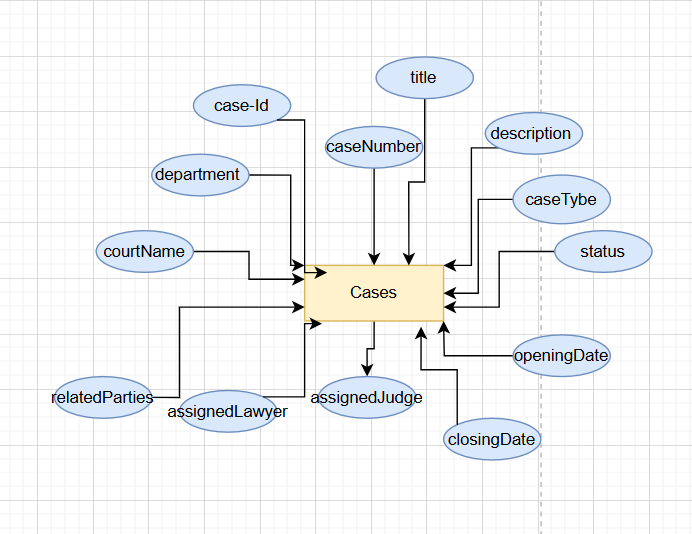 title
case-Id
description
caseNumber
department
caseTybe
courtName
status
Cases
openingDate
relatedParties
assignedLawyer
assignedJudge
closingDate